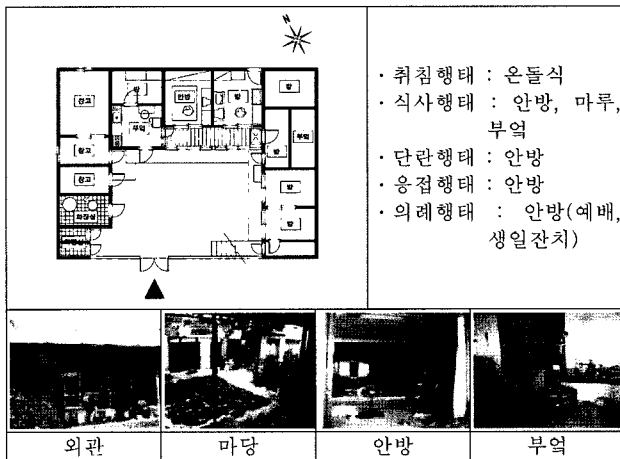 N
방
안방
방
방
창고
부엌
창고
방
부엌
창고
방
화장실
방
· 취침행태 : 온돌식
· 식사행태 : 안방, 마루,
부엌
· 단란행태 : 안방
· 응접행태 : 안방
· 의례행태 : 안방(예배,
생일잔치)
외관
마당
안방
부엌